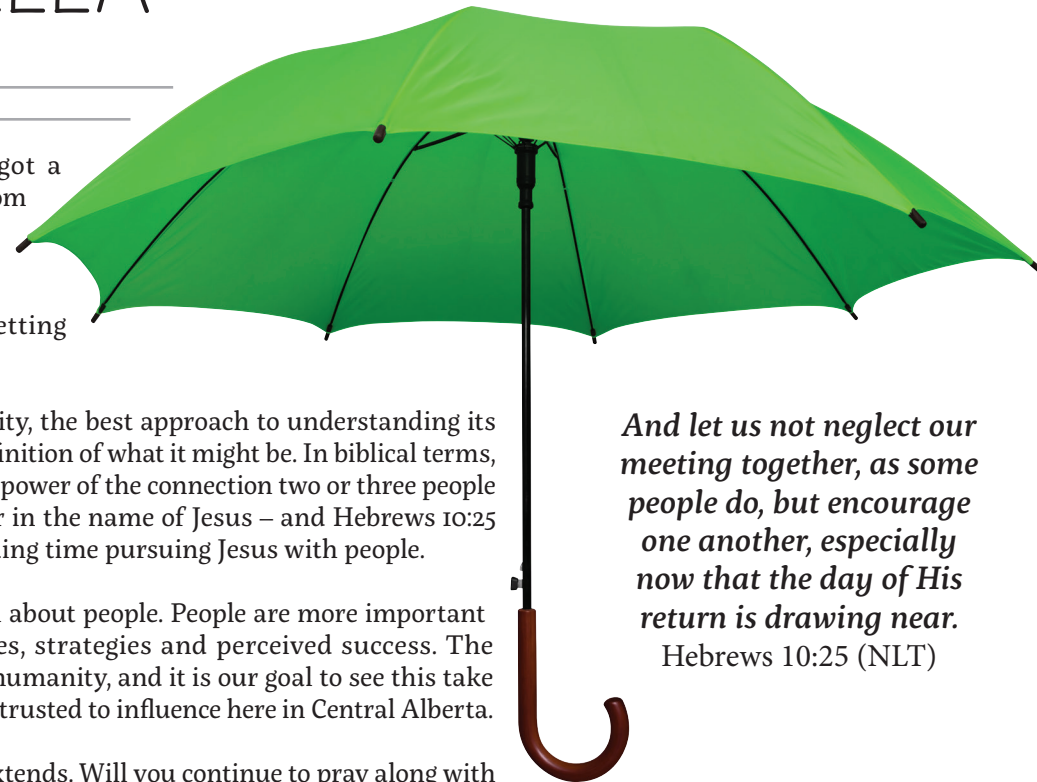 got a
etting
ity, the best approach to understanding its
inition of what it might be. In biblical terms,
power of the connection two or three people
r in the name of Jesus – and Hebrews 10:25
ing time pursuing Jesus with people.
about people. People are more important
es, strategies and perceived success. The
humanity, and it is our goal to see this take
trusted to influence here in Central Alberta.
xtends. Will you continue to pray along with
And let us not neglect our
meeting together, as some
people do, but encourage
one another, especially
now that the day of His
return is drawing near.
Hebrews 10:25 (NLT)